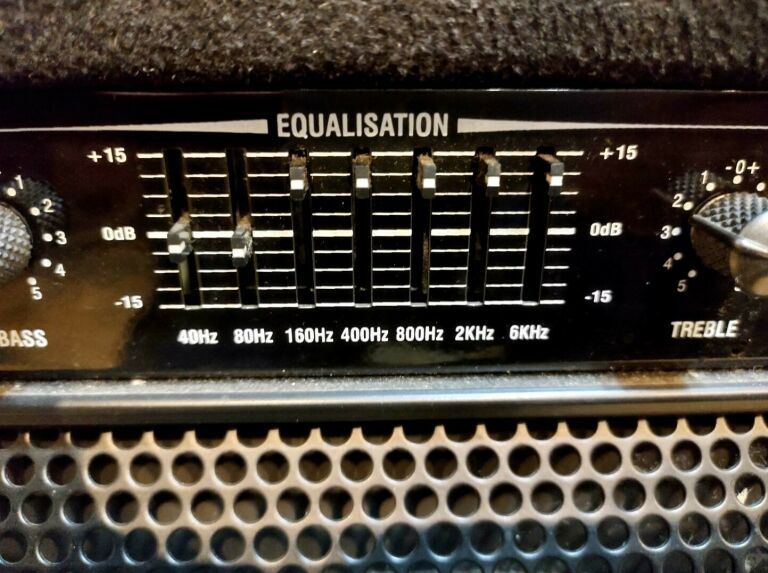 EQUALISATION
+15 +15
0dB 0dB
-15 -15
40Hz 80Hz 160Hz 400Hz 800Hz 2KHz 6KHz
1
2
3
4
5
BASS
-0+
1
2
3
4
5
TREBLE